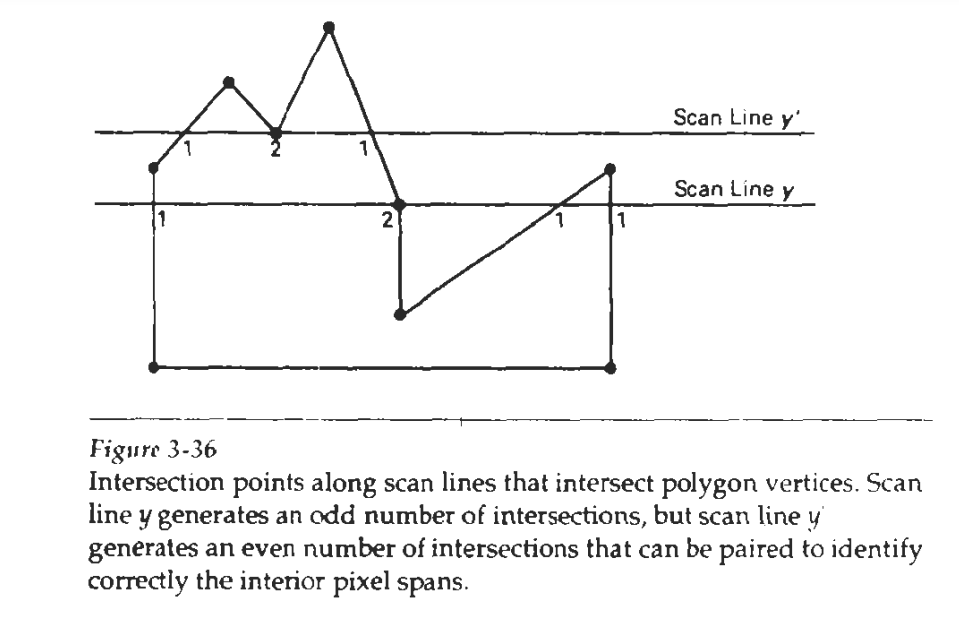 Scan Line y'
1
2
1
Scan Line y
1
2
1
1
Figure 3-36
Intersection points along scan lines that intersect polygon vertices. Scan
line y generates an odd number of intersections, but scan line y'
generates an even number of intersections that can be paired to identify
correctly the interior pixel spans.